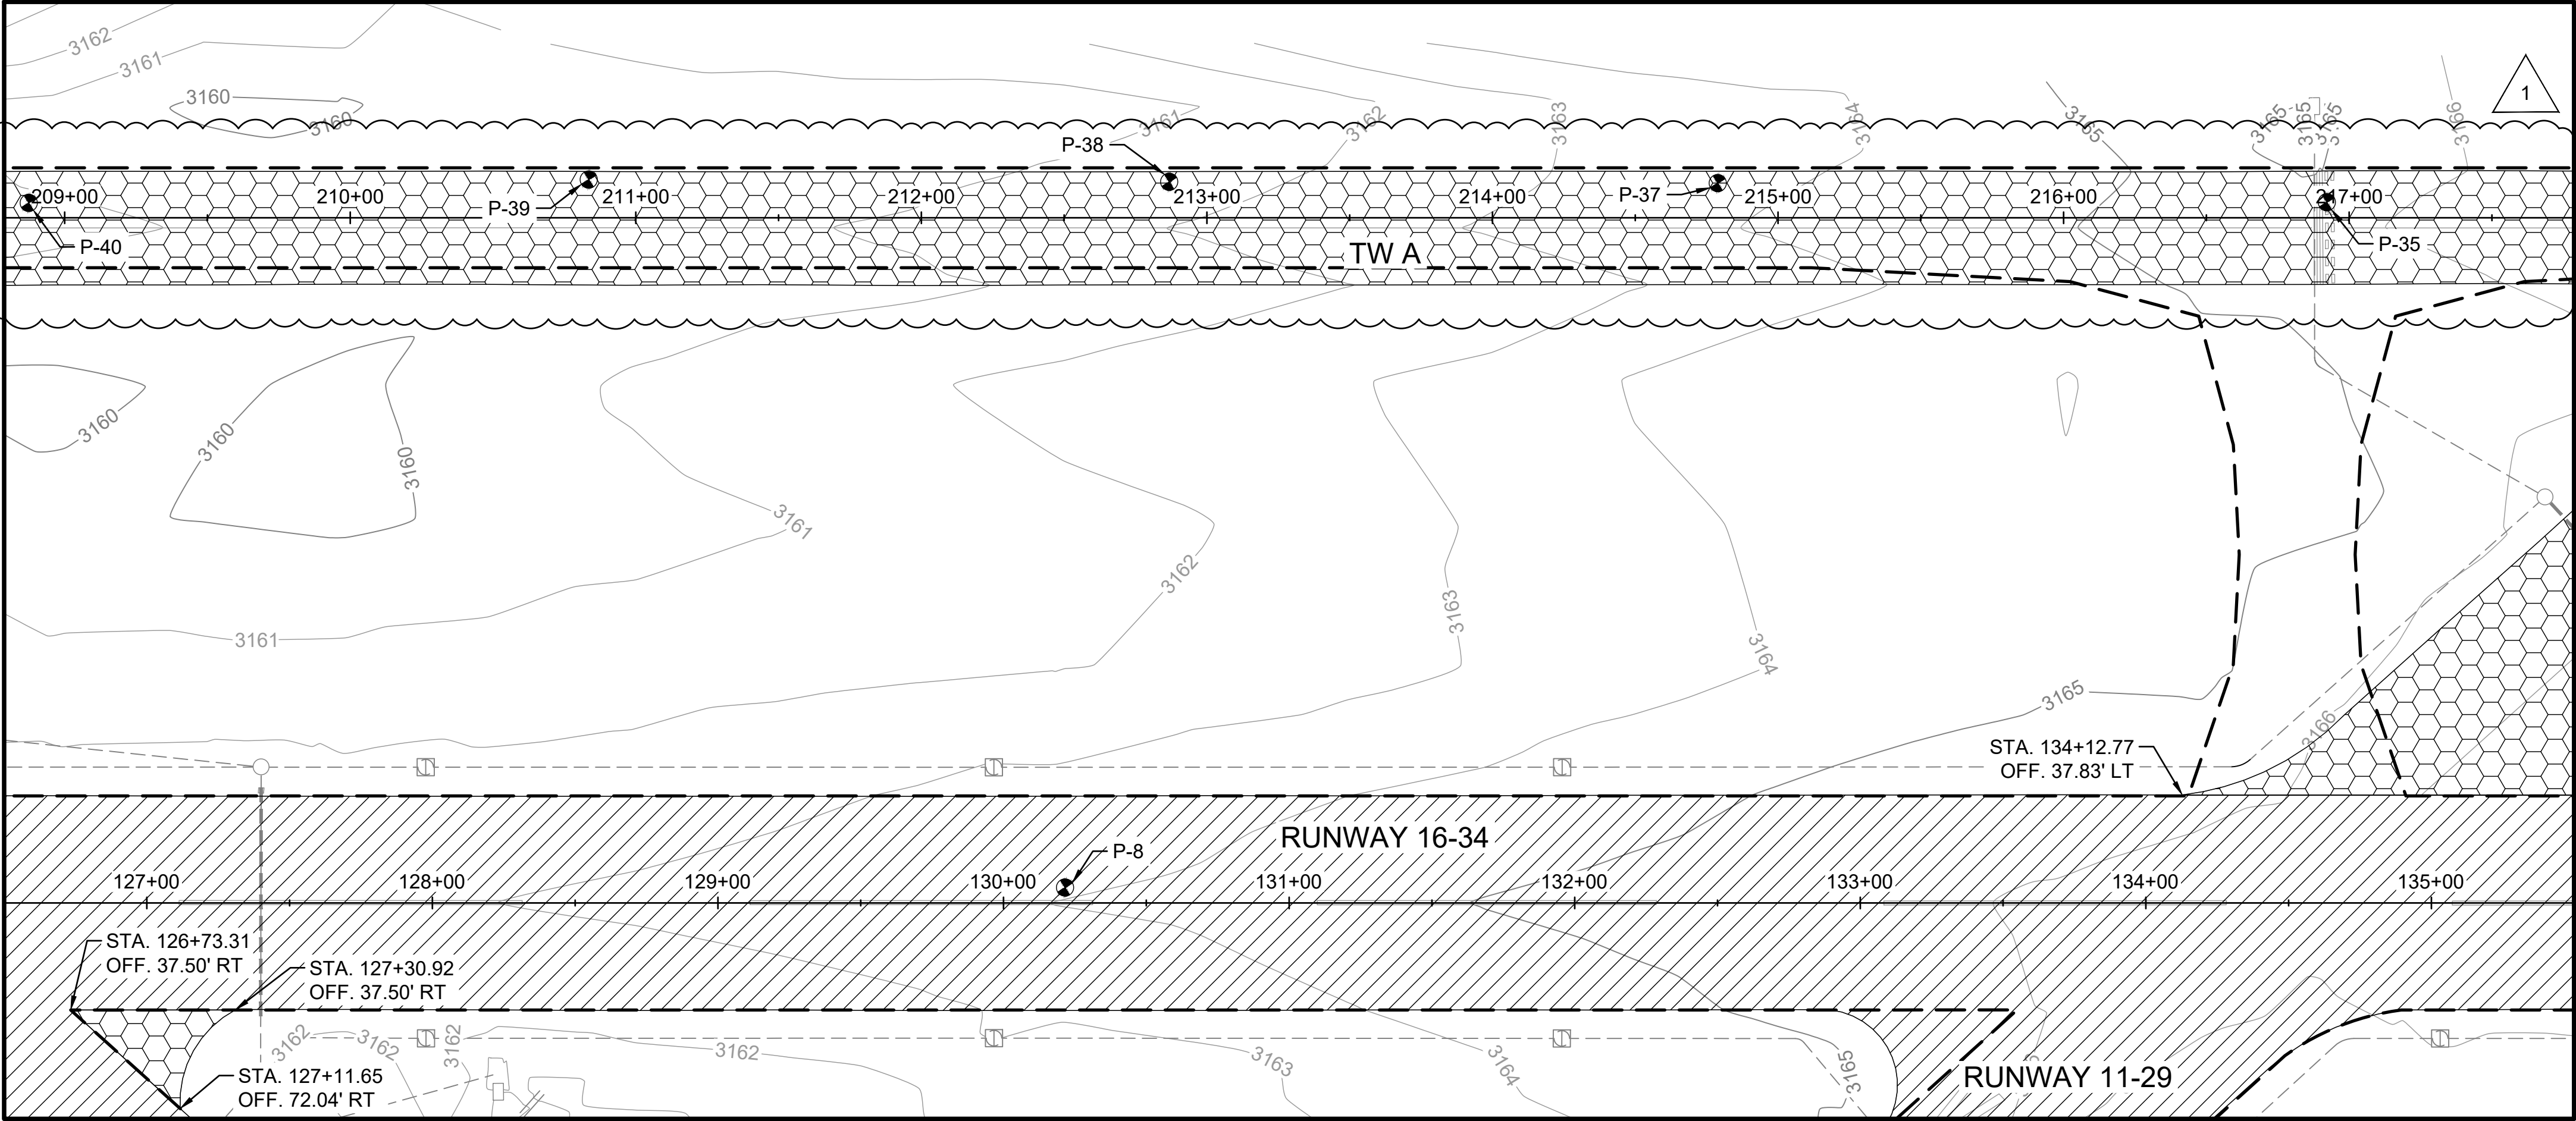 3162
3161
3160
3160
3161
3162
3163
3164
3165
3165
3165
3165
3166
1
P-38
209+00
210+00
211+00
212+00
213+00
214+00
215+00
216+00
217+00
P-39
P-37
P-40
P-35
TW A
3160
3160
3160
3161
3162
3163
3164
3161
3165
3166
STA. 134+12.77
OFF. 37.83' LT
RUNWAY 16-34
P-8
127+00
128+00
129+00
130+00
131+00
132+00
133+00
134+00
135+00
STA. 126+73.31
OFF. 37.50' RT
STA. 127+30.92
OFF. 37.50' RT
3162
3162
3162
3162
3163
3164
3165
RUNWAY 11-29
STA. 127+11.65
OFF. 72.04' RT